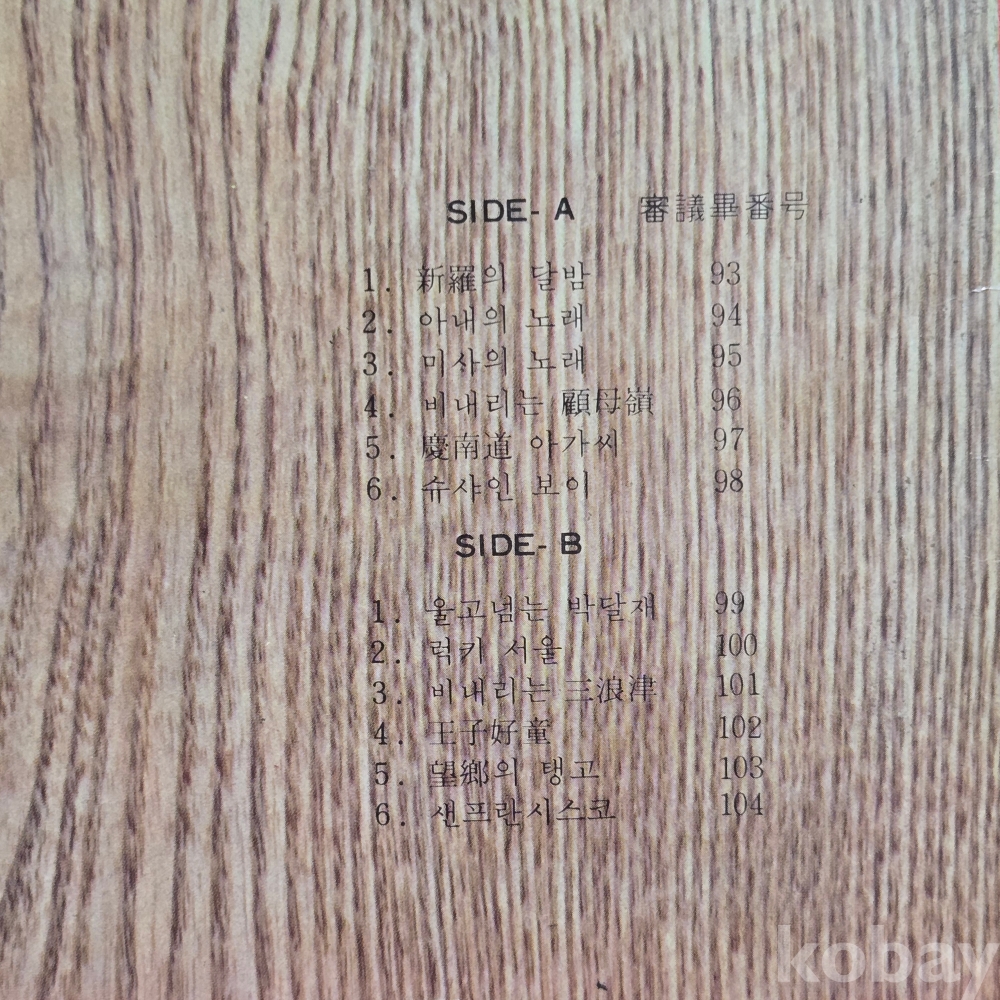 SIDE- A 審議畢番号
1. 新羅의 달밤 93
2. 아내의 노래 94
3. 미사의 노래 95
4. 비내리는 顧母嶺 96
5. 慶南道 아가씨 97
6. 슈샤인 보이 98
SIDE- B
1. 울고넘는 박달재 99
2. 럭키 서울 100
3. 비내리는 三浪津 101
4. 王子好童 102
5. 望鄉의 탱고 103
6. 샌프란시스코 104
kobay